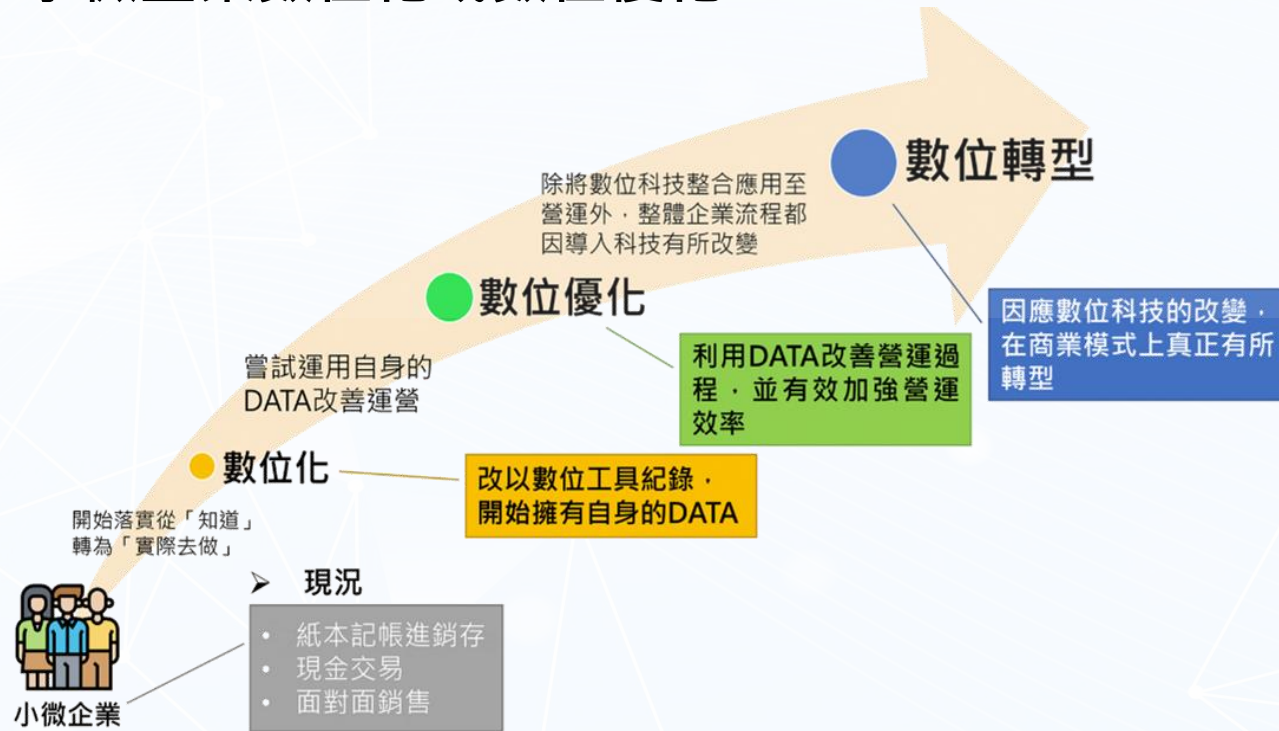 數位轉型
除將數位科技整合應用至
營運外，整體企業流程都
因導入科技有所改變
因應數位科技的改變，
在商業模式上真正有所
轉型
數位優化
利用DATA改善營運過
程，並有效加強營運
效率
嘗試運用自身的
DATA改善運營
數位化
改以數位工具紀錄，
開始擁有自身的DATA
開始落實從「知道」
轉為「實際去做」
➢ 現況
• 紙本記帳進銷存
• 現金交易
• 面對面銷售
小微企業